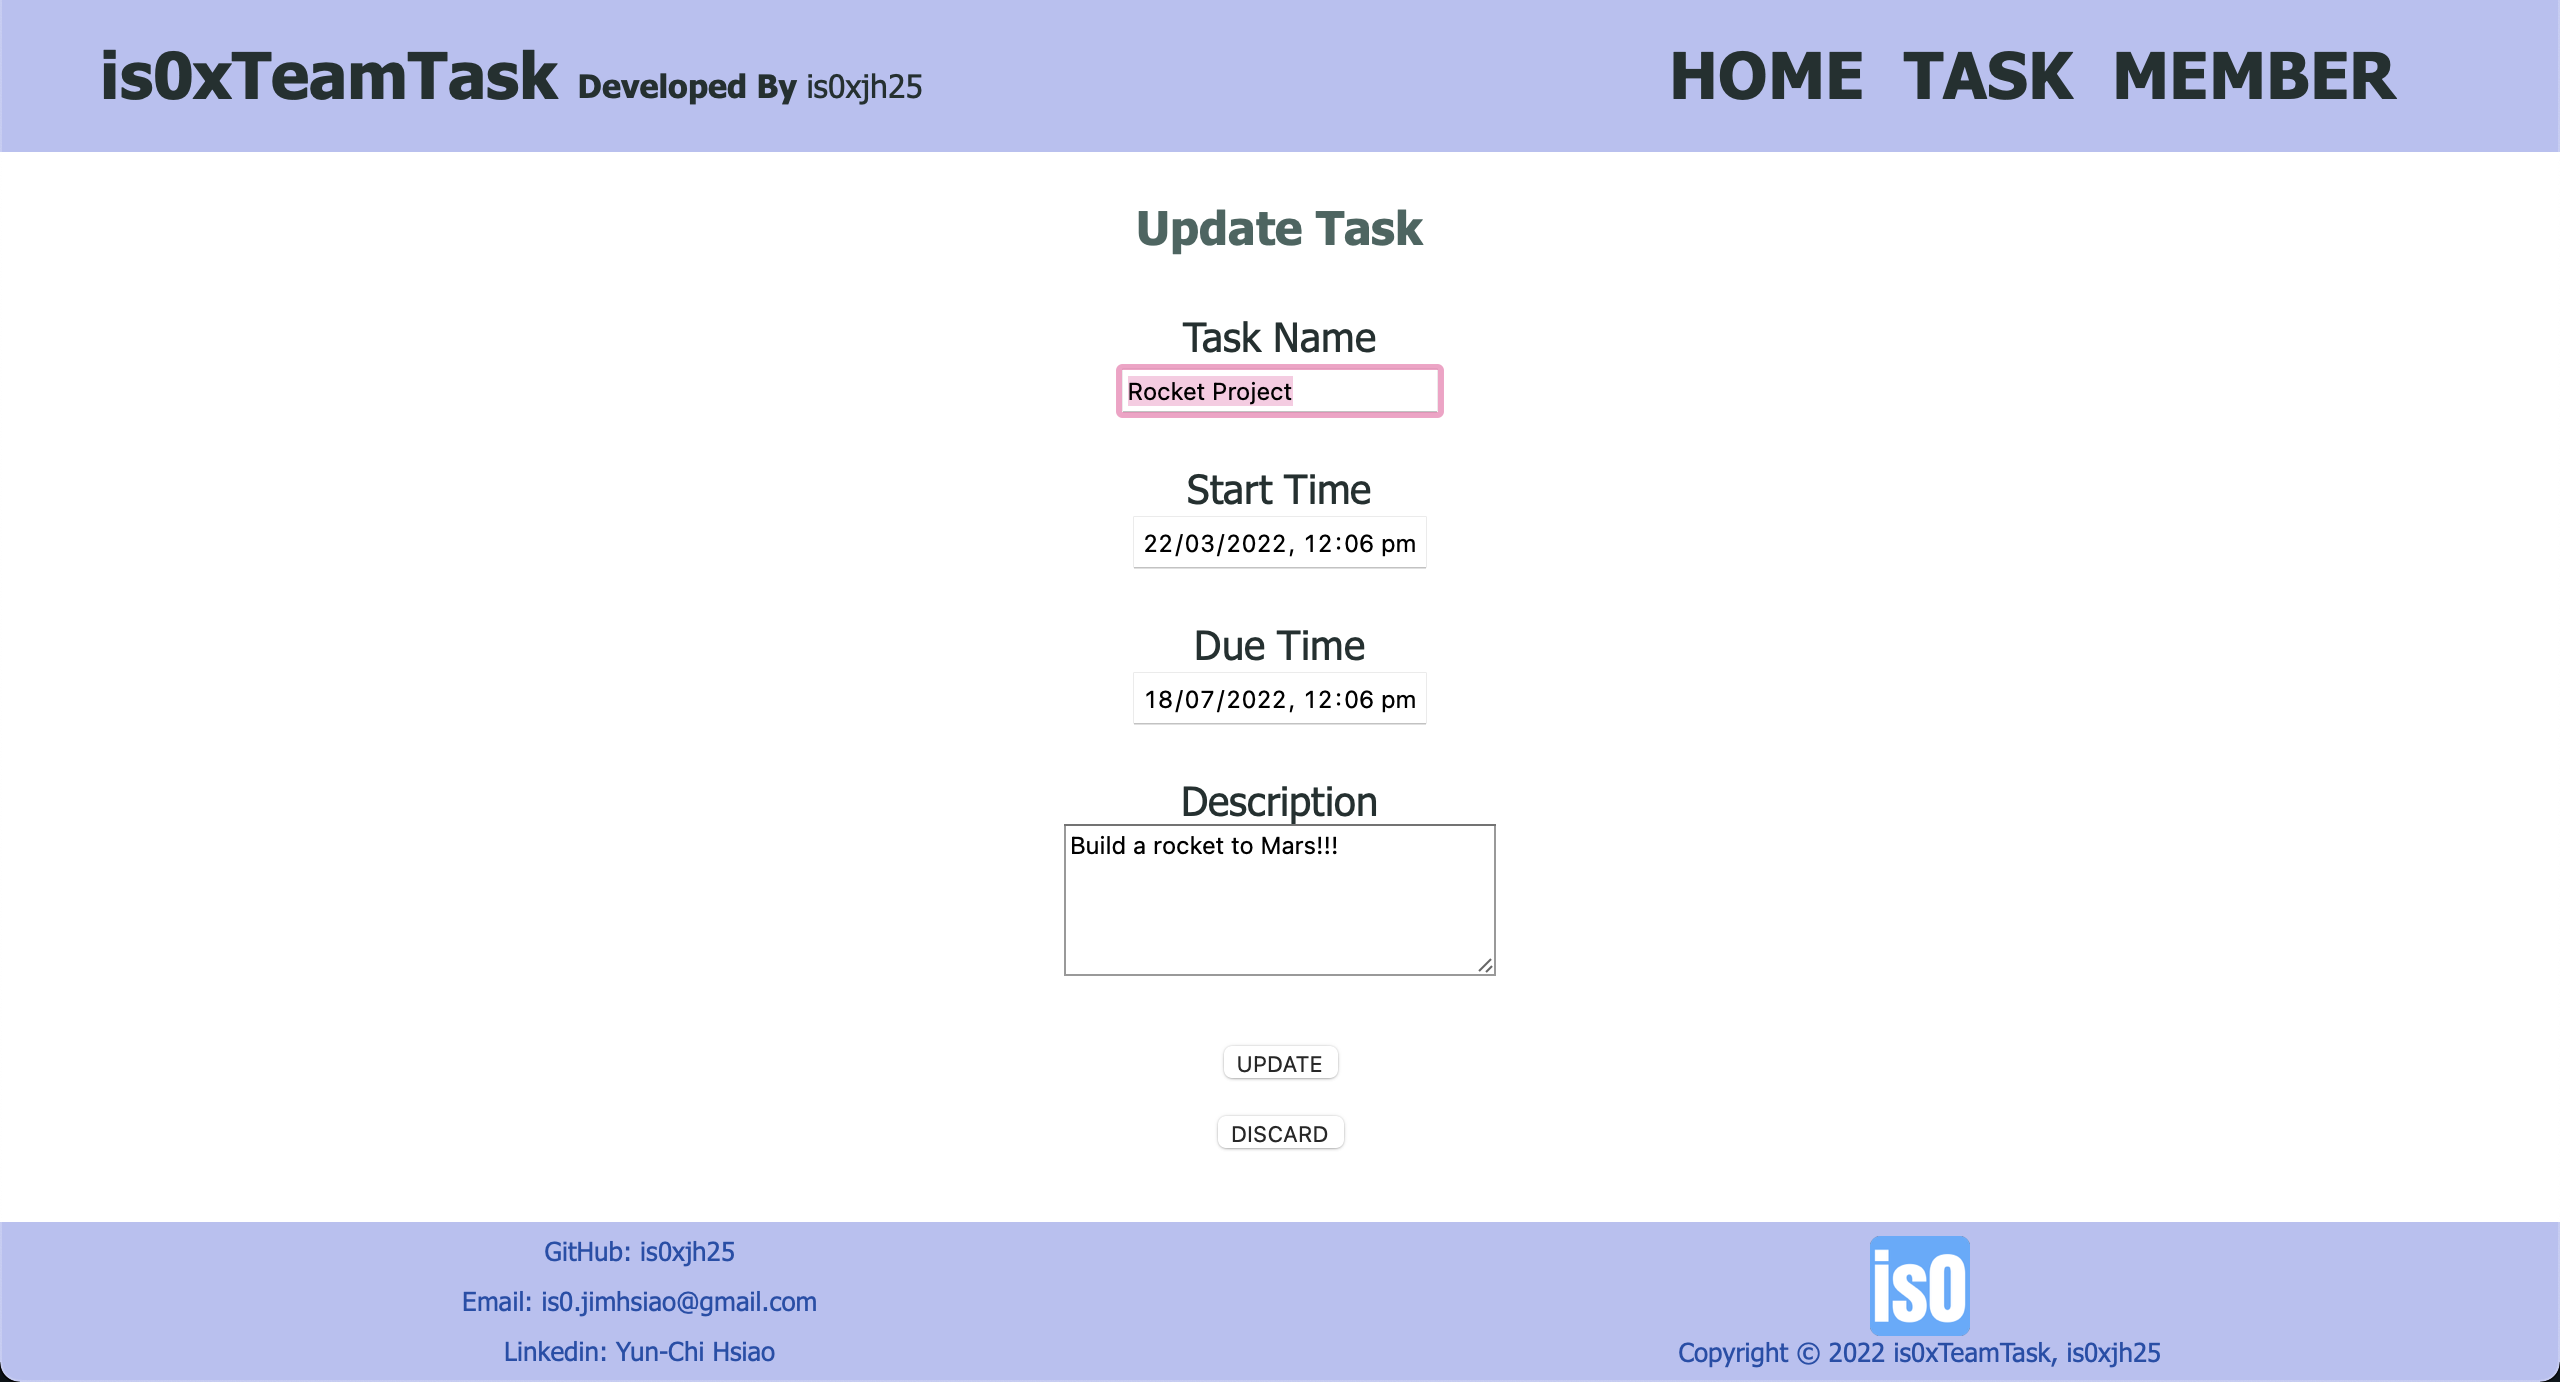 is0xTeamTask Developed By is0xjh25
HOME TASK MEMBER
Update Task
Task Name
Rocket Project
Start Time
22/03/2022, 12:06 pm
Due Time
18/07/2022, 12:06 pm
Description
Build a rocket to Mars!!!
UPDATE
DISCARD
GitHub: is0xjh25
Email: is0.jimhsiao@gmail.com
Linkedin: Yun-Chi Hsiao
is0
Copyright © 2022 is0xTeamTask, is0xjh25